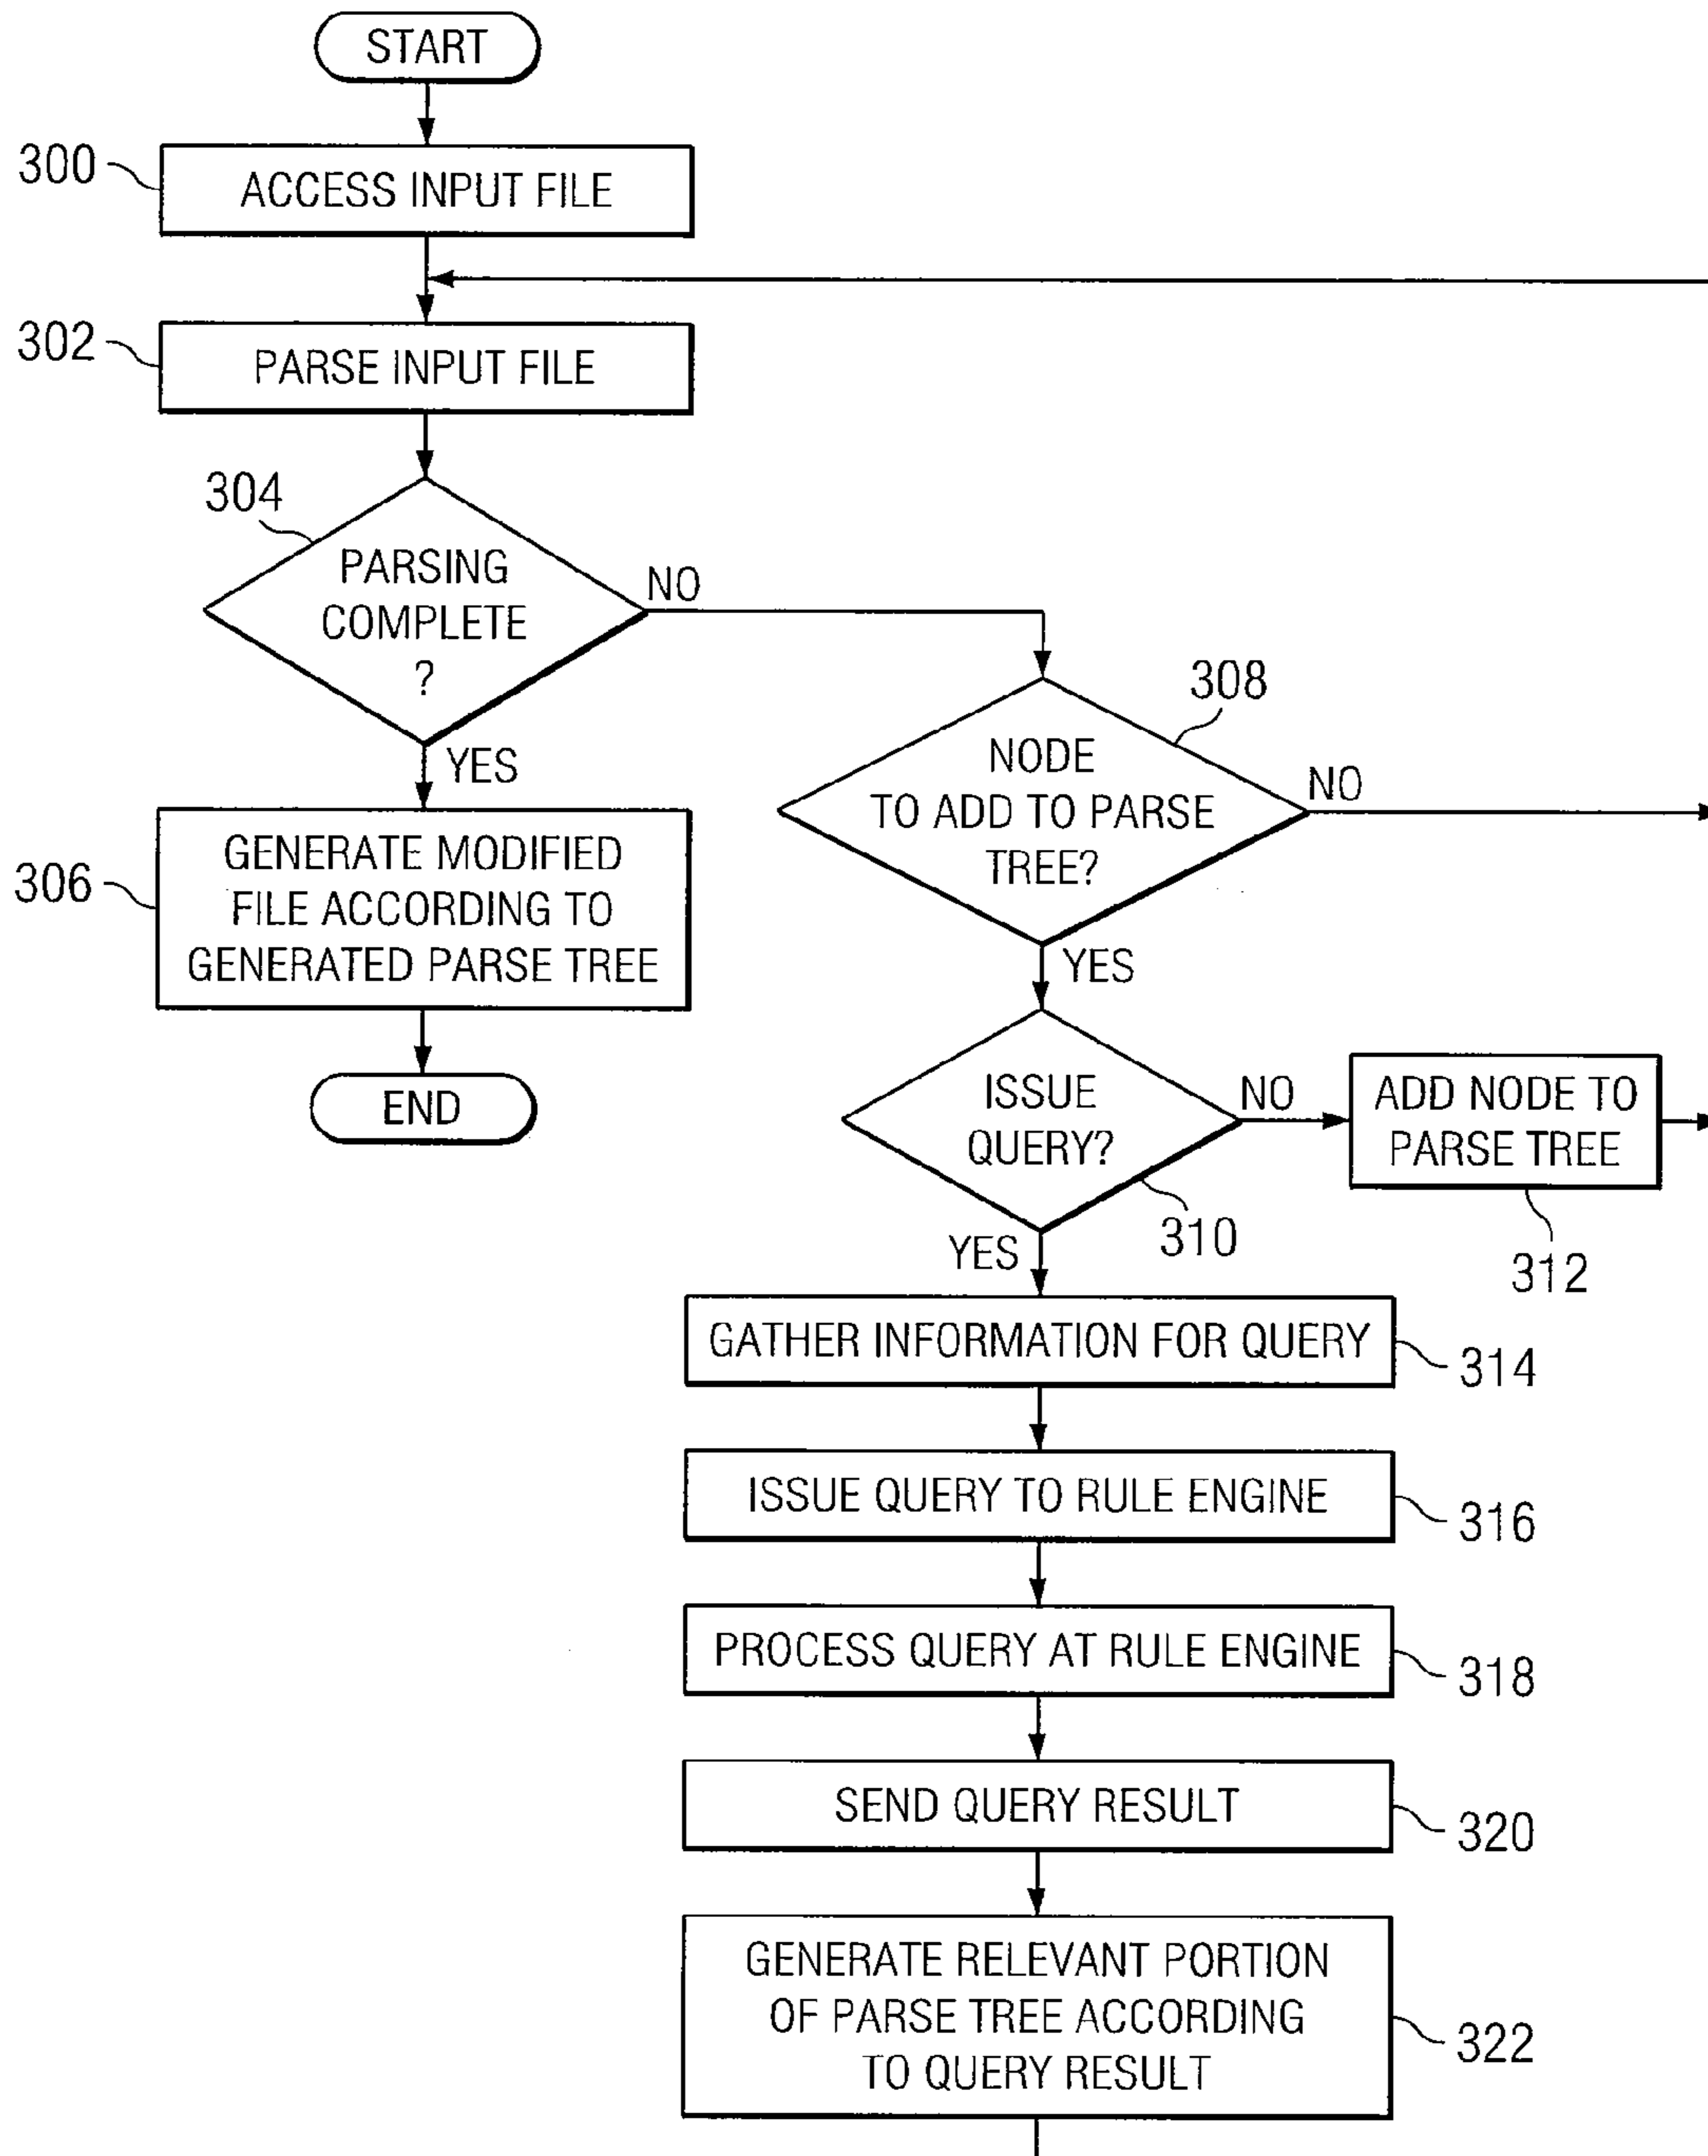 START
300
ACCESS INPUT FILE
302
PARSE INPUT FILE
304
PARSING
COMPLETE
?
NO
YES
308
NODE
TO ADD TO PARSE
TREE?
NO
YES
306
GENERATE MODIFIED
FILE ACCORDING TO
GENERATED PARSE TREE
END
ISSUE
QUERY?
NO
310
YES
ADD NODE TO
PARSE TREE
312
GATHER INFORMATION FOR QUERY
314
ISSUE QUERY TO RULE ENGINE
316
PROCESS QUERY AT RULE ENGINE
318
SEND QUERY RESULT
320
GENERATE RELEVANT PORTION
OF PARSE TREE ACCORDING
TO QUERY RESULT
322